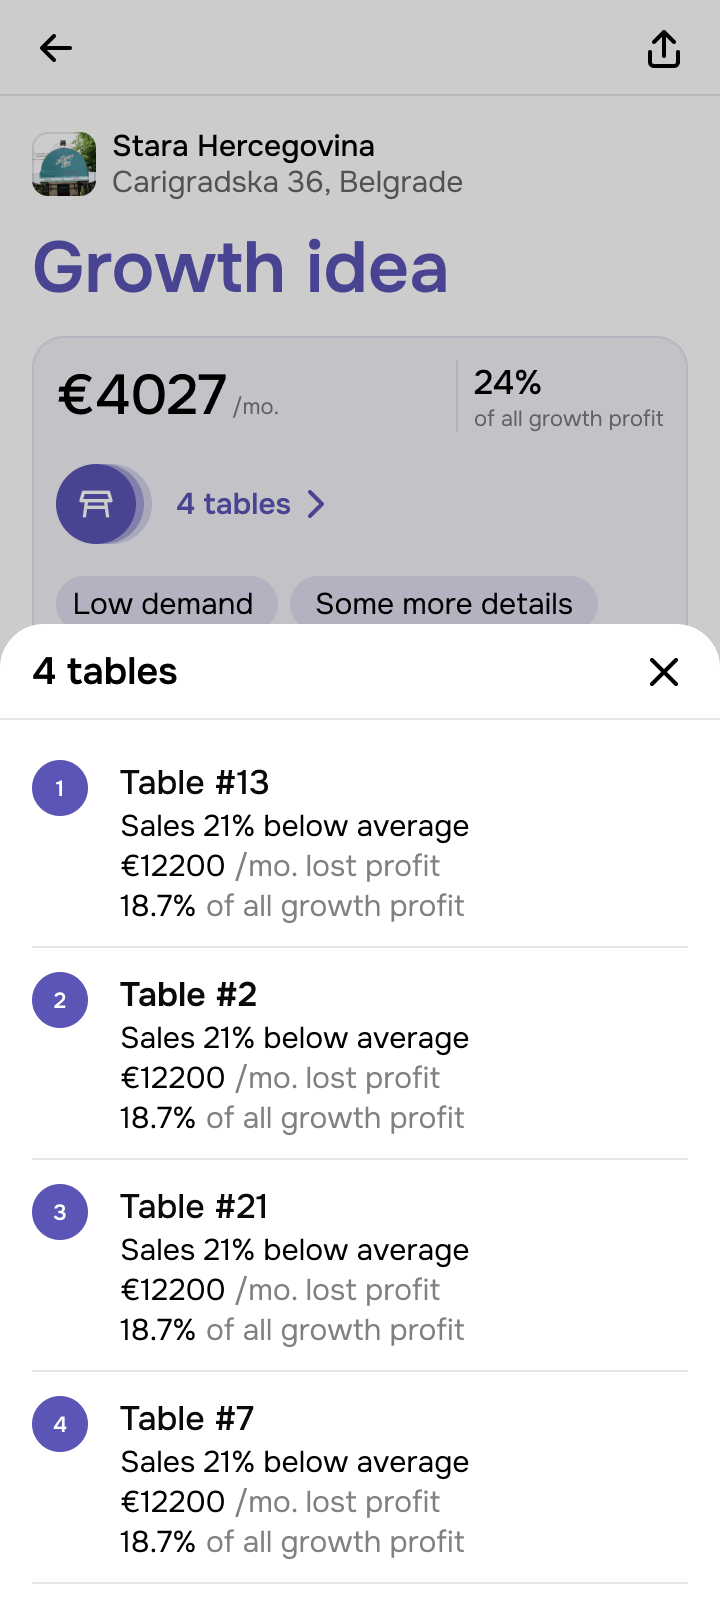 Stara Hercegovina
Carigradska 36, Belgrade
Growth idea
€4027 /mo.
24%
of all growth profit
4 tables
Low demand
Some more details
4 tables
1
Table #13
Sales 21% below average
€12200 /mo. lost profit
18.7% of all growth profit
2
Table #2
Sales 21% below average
€12200 /mo. lost profit
18.7% of all growth profit
3
Table #21
Sales 21% below average
€12200 /mo. lost profit
18.7% of all growth profit
4
Table #7
Sales 21% below average
€12200 /mo. lost profit
18.7% of all growth profit